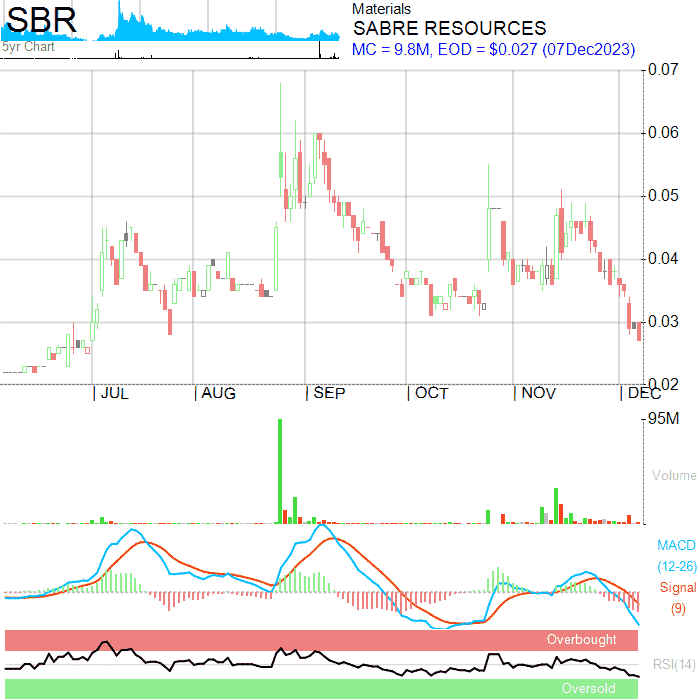 SBR
5yr Chart
Materials
SABRE RESOURCES
MC = 9.8M, EOD = $0.027 (07Dec2023)
0.07
0.06
0.05
0.04
0.03
0.02
JUL
AUG
SEP
OCT
NOV
DEC
95M
Volume
MACD
(12-26)
Signal
(9)
Overbought
RSI(14)
Oversold